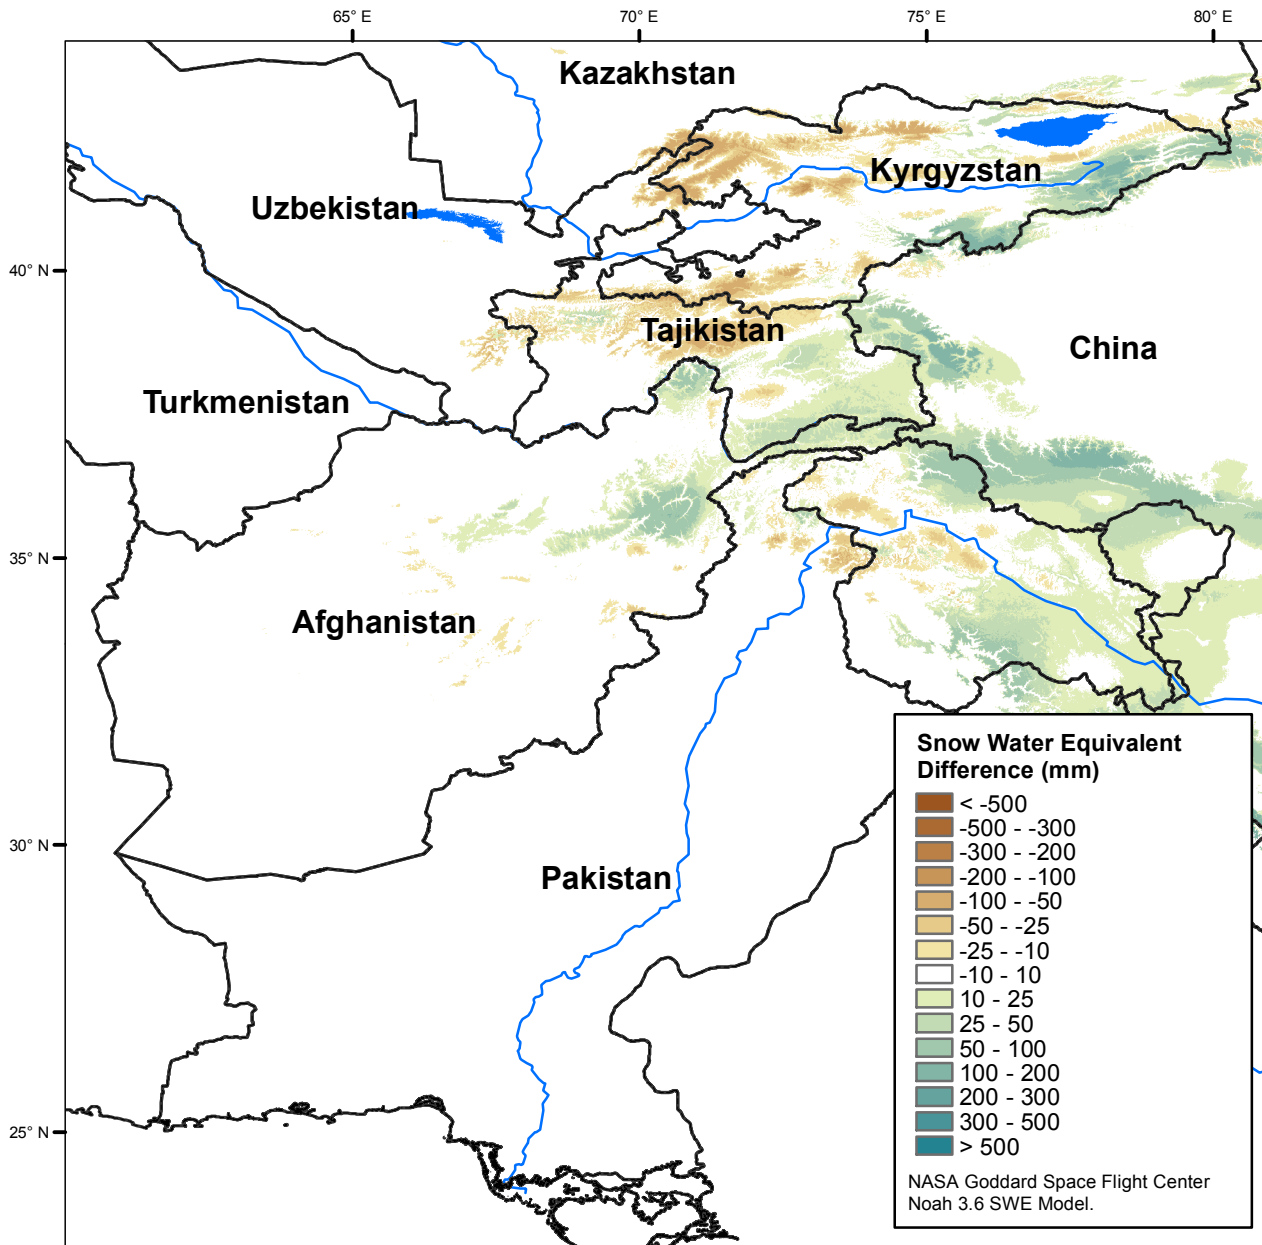 65° E
70° E
75° E
80° E
Kazakhstan
Kyrgyzstan
Uzbekistan
40° N
Tajikistan
China
Turkmenistan
35° N
Afghanistan
Snow Water Equivalent
Difference (mm)
< -500
-500 - -300
-300 - -200
-200 - -100
-100 - -50
-50 - -25
-25 - -10
-10 - 10
10 - 25
25 - 50
50 - 100
100 - 200
200 - 300
300 - 500
> 500
NASA Goddard Space Flight Center
Noah 3.6 SWE Model.
30° N
Pakistan
25° N